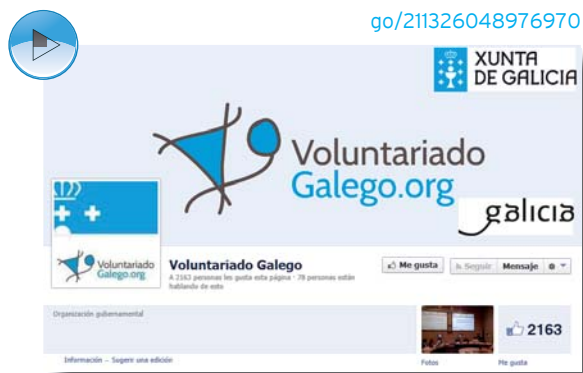 go/211326048976970
XUNTA
DE GALICIA
Voluntariado
Galego.org
galicia
Voluntariado
Galego.org
Voluntariado Galego
A 2163 personas les gusta esta página · 78 personas están
hablando de esto
Me gusta
Seguir
Mensaje
Organización gubernamental
2163
Información – Sugerir una edición
Fotos
Me gusta